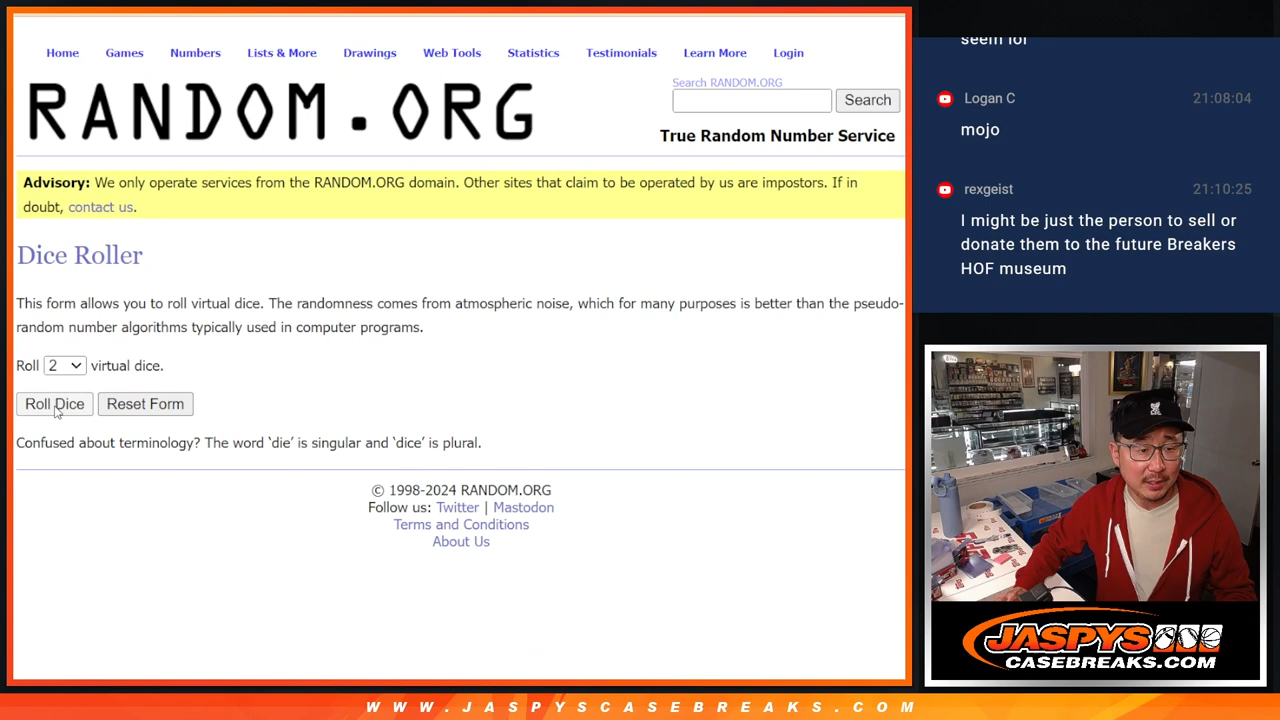 Home Games Numbers Lists & More Drawings Web Tools Statistics Testimonials Learn More Login
RANDOM.ORG
Search RANDOM.ORG
Search
True Random Number Service
Advisory: We only operate services from the RANDOM.ORG domain. Other sites that claim to be operated by us are impostors. If in
doubt, contact us.
Dice Roller
This form allows you to roll virtual dice. The randomness comes from atmospheric noise, which for many purposes is better than the pseudo-
random number algorithms typically used in computer programs.
Roll 2 virtual dice.
Roll Dice Reset Form
Confused about terminology? The word ‘die’ is singular and ‘dice’ is plural.
© 1998-2024 RANDOM.ORG
Follow us: Twitter | Mastodon
Terms and Conditions
About Us
seem for
Logan C 21:08:04
mojo
rexgeist 21:10:25
I might be just the person to sell or
donate them to the future Breakers
HOF museum
JASPYS
CASEBREAKS.COM
WWW.JASPYSCASEBREAKS.COM